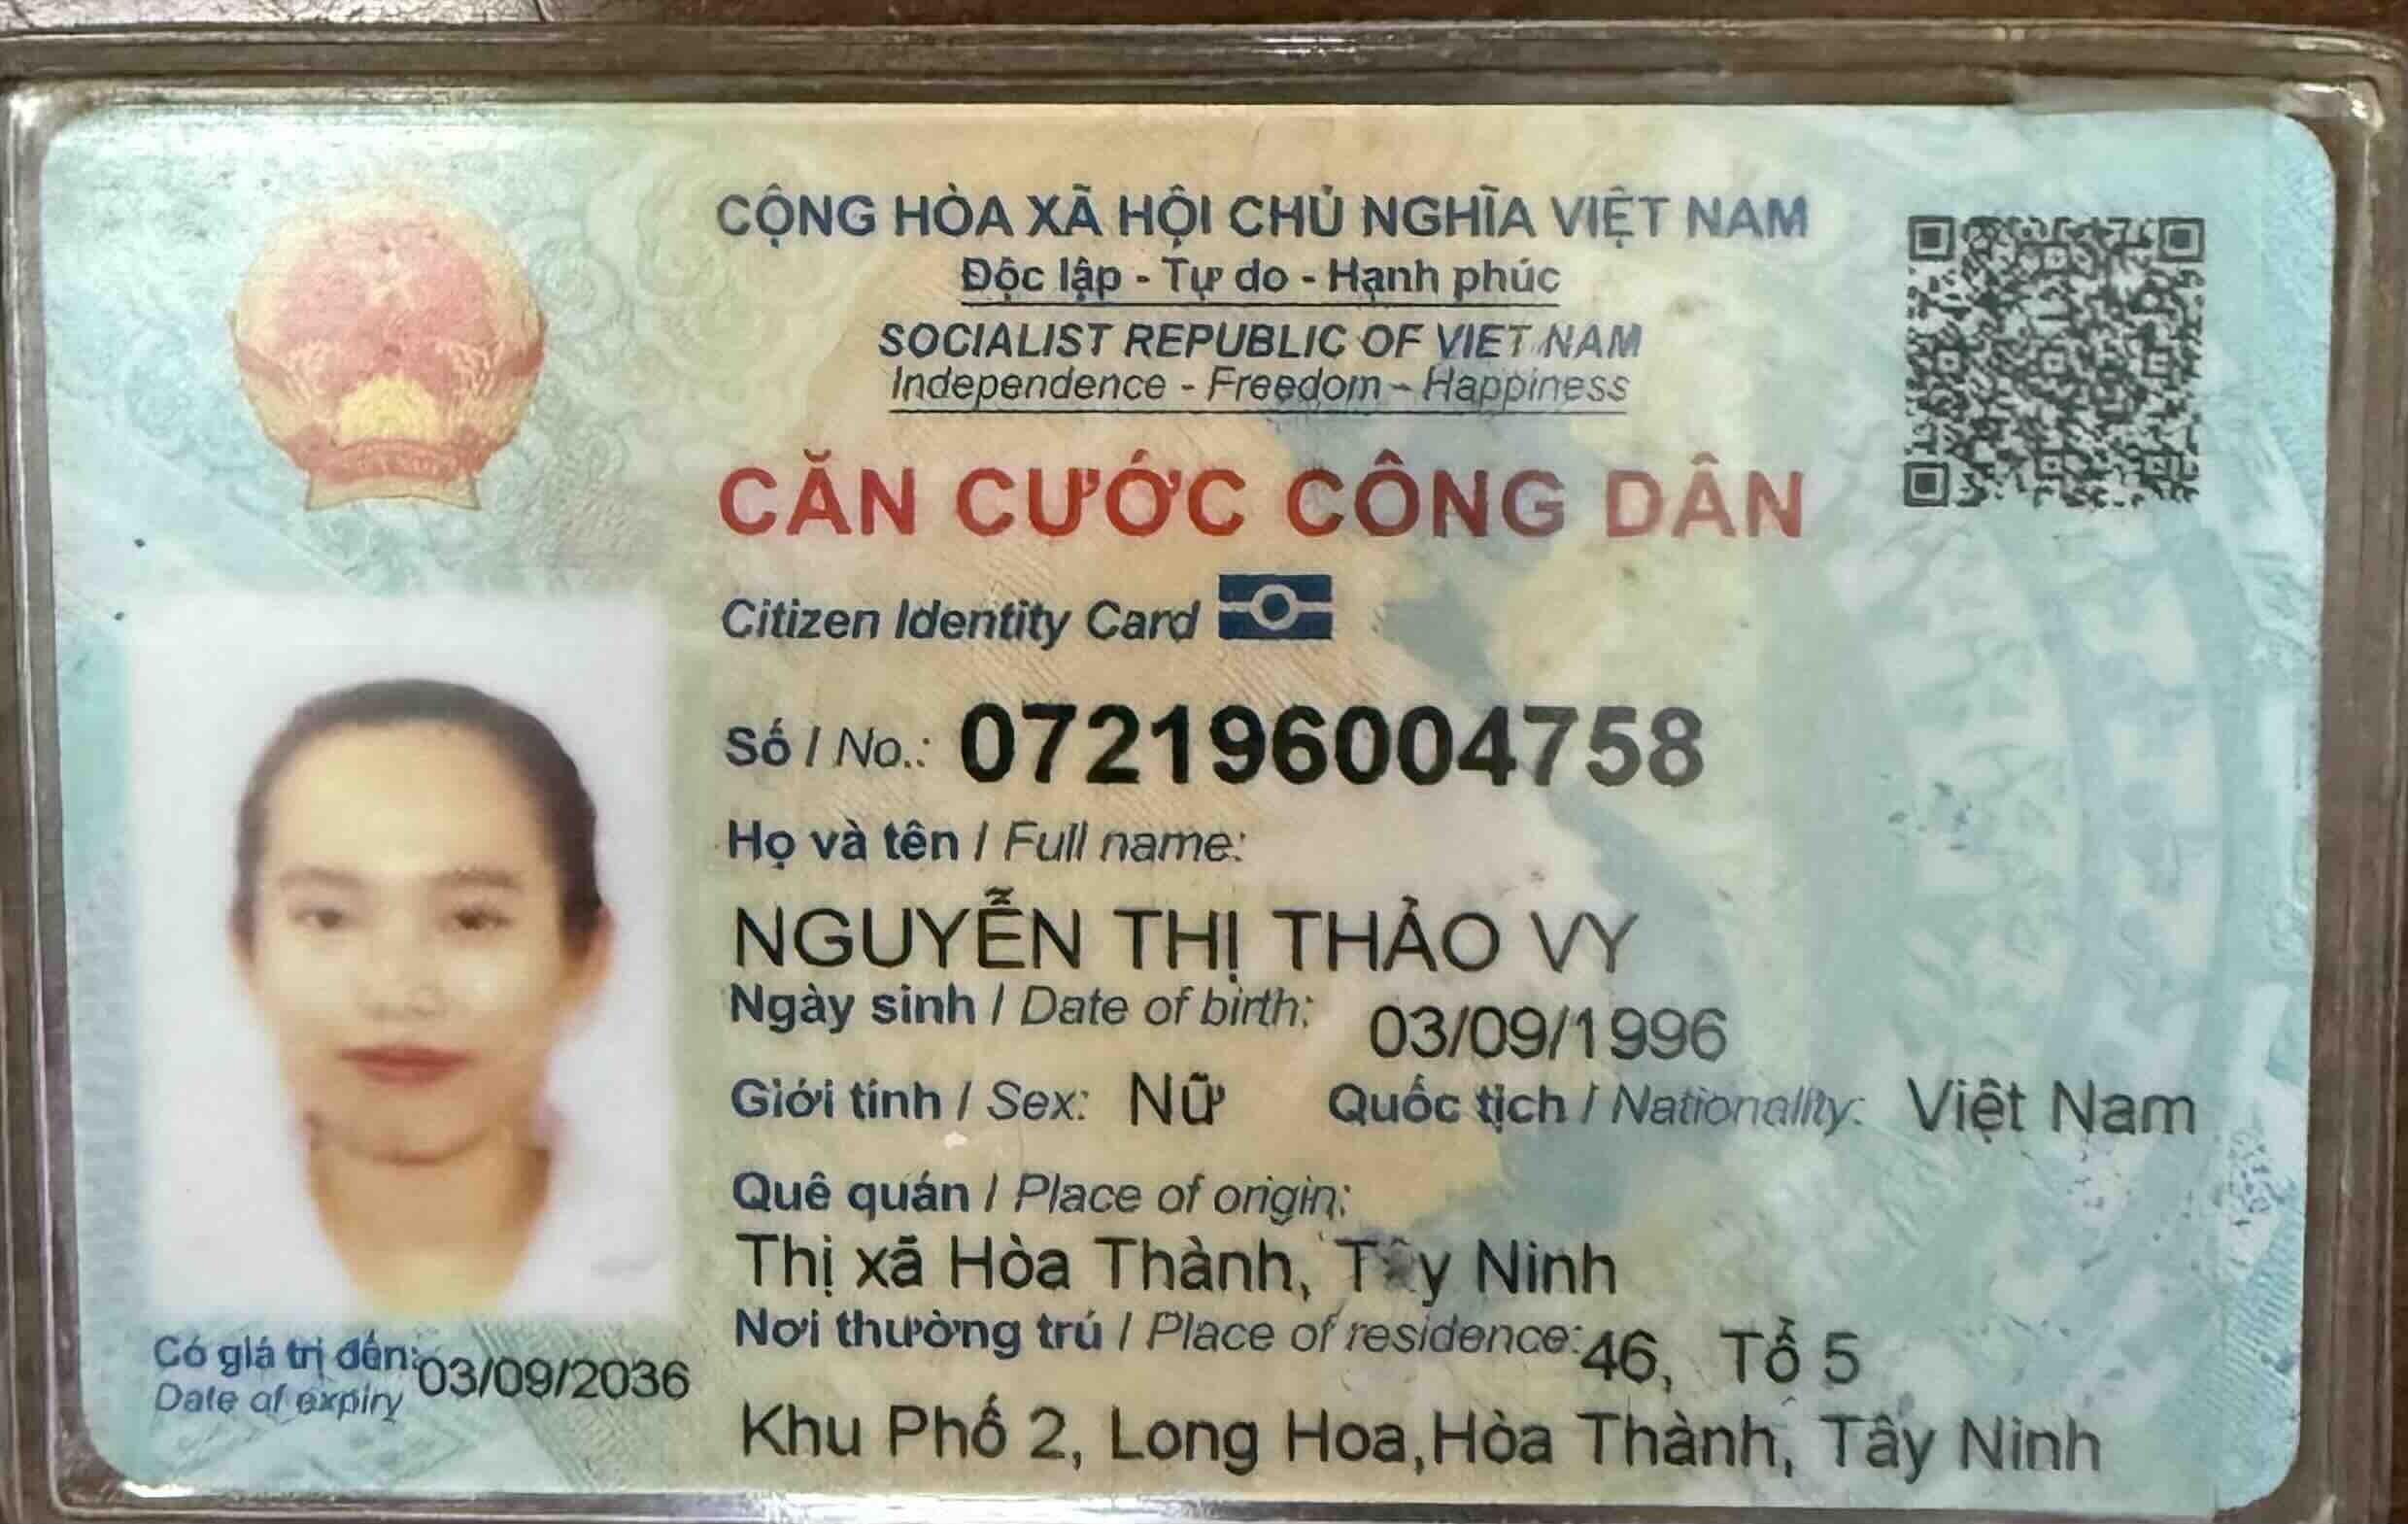 CỘNG HÒA XÃ HỘI CHỦ NGHĨA VIỆT NAM
Độc lập - Tự do - Hạnh phúc
SOCIALIST REPUBLIC OF VIET NAM
Independence - Freedom - Happiness
CĂN CƯỚC CÔNG DÂN
Citizen Identity Card
Số / No.: 072196004758
Họ và tên / Full name:
NGUYỄN THỊ THẢO VY
Ngày sinh / Date of birth: 03/09/1996
Giới tính / Sex: Nữ Quốc tịch / Nationality: Việt Nam
Quê quán / Place of origin:
Thị xã Hòa Thành, Tây Ninh
Nơi thường trú / Place of residence: 46, Tổ 5
Khu Phố 2, Long Hoa,Hòa Thành, Tây Ninh
Có giá trị đến: 03/09/2036
Date of expiry